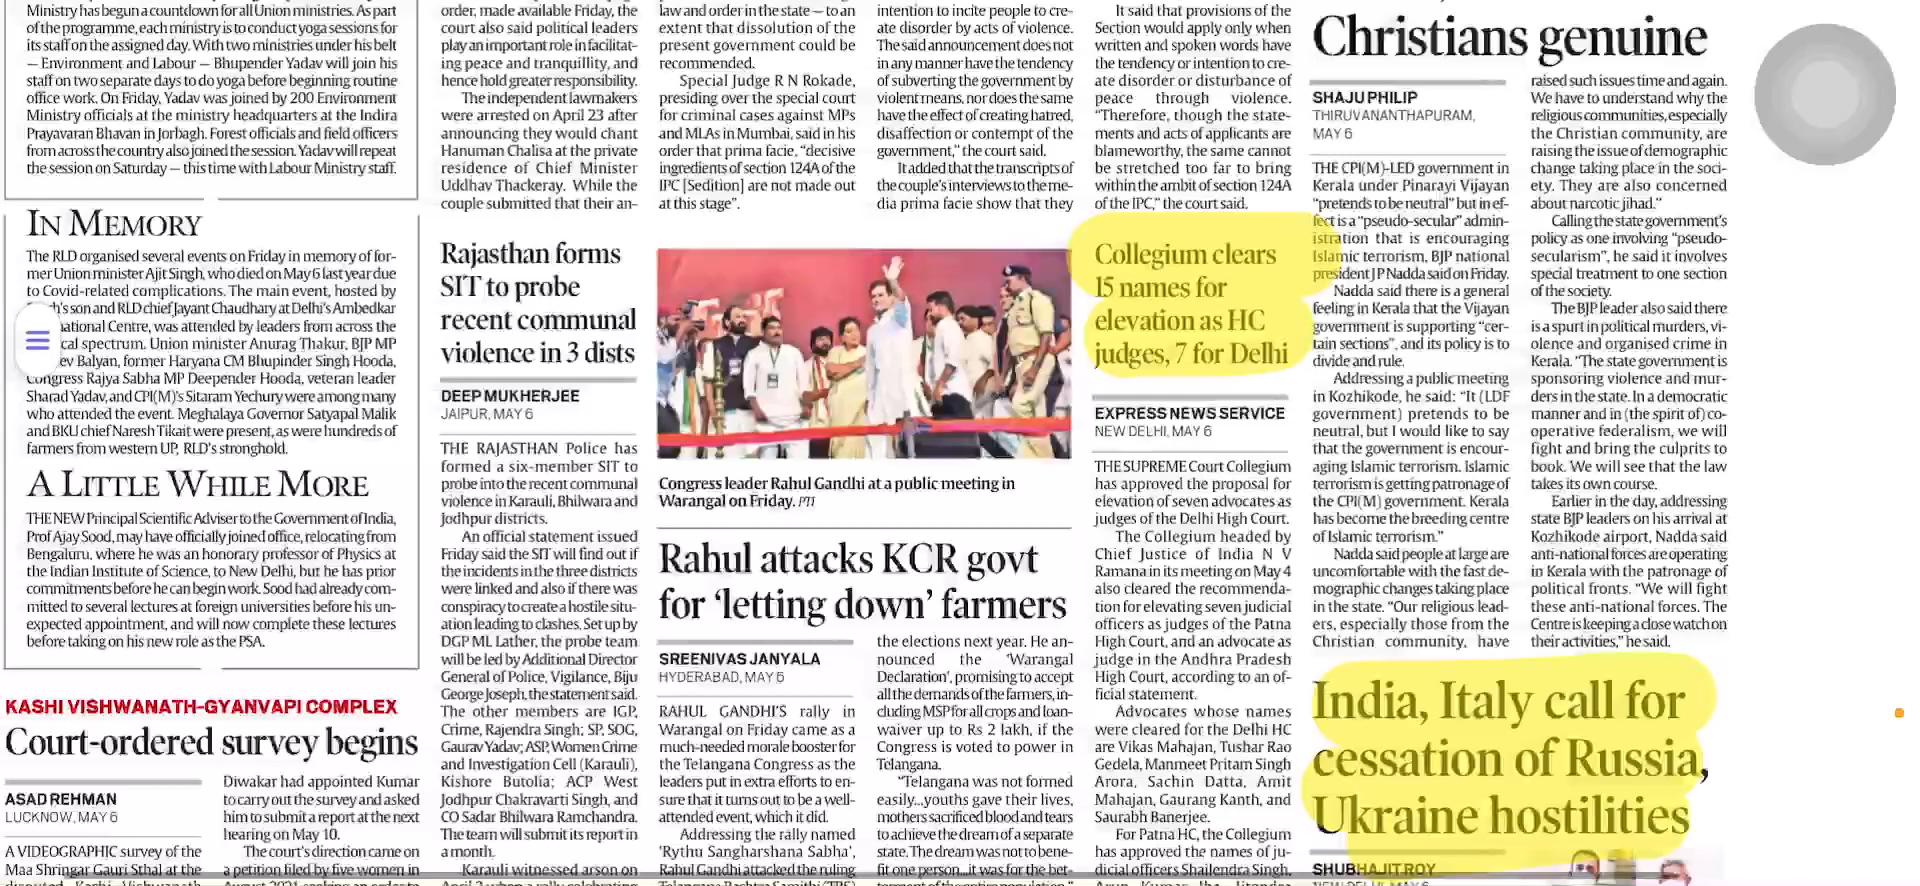 Ministry has begun a countdown for all Union ministries. As part
of the programme, each ministry is to conduct yoga sessions for
its staff on the assigned day. With two ministries under his belt
— Environment and Labour — Bhupender Yadav will join his
staff on two separate days to do yoga before beginning routine
office work. On Friday, Yadav was joined by 200 Environment
Ministry officials at the ministry headquarters at the Indira
Prayavaran Bhavan in Jorbagh. Forest officials and field officers
from across the country also joined the session. Yadav will repeat
the session on Saturday — this time with Labour Ministry staff.
IN MEMORY
The RLD organised several events on Friday in memory of for-
mer Union minister Ajit Singh, who died on May 6 last year due
to Covid-related complications. The main event, hosted by
h's son and RLD chief Jayant Chaudhary at Delhi's Ambedkar
national Centre, was attended by leaders from across the
cal spectrum. Union minister Anurag Thakur, BJP MP
ev Balyan, former Haryana CM Bhupinder Singh Hooda,
Congress Rajya Sabha MP Deepender Hooda, veteran leader
Sharad Yadav, and CPI(M)'s Sitaram Yechury were among many
who attended the event. Meghalaya Governor Satyapal Malik
and BKU chief Naresh Tikait were present, as were hundreds of
farmers from western UP, RLD's stronghold.
A LITTLE WHILE MORE
THE NEW Principal Scientific Adviser to the Government of India,
Prof Ajay Sood, may have officially joined office, relocating from
Bengaluru, where he was an honorary professor of Physics at
the Indian Institute of Science, to New Delhi, but he has prior
commitments before he can begin work. Sood had already com-
mitted to several lectures at foreign universities before his un-
expected appointment, and will now complete these lectures
before taking on his new role as the PSA.
KASHI VISHWANATH-GYANVAPI COMPLEX
Court-ordered survey begins
ASAD REHMAN
LUCKNOW, MAY 6
A VIDEOGRAPHIC survey of the
Maa Shringar Gauri Sthal at the
Diwakar had appointed Kumar
to carry out the survey and asked
him to submit a report at the next
hearing on May 10.
The court's direction came on
a petition filed by five women in
order, made available Friday, the
court also said political leaders
play an important role in facilitat-
ing peace and tranquility, and
hence hold greater responsibility.
The independent lawmakers
were arrested on April 23 after
announcing they would chant
Hanuman Chalisa at the private
residence of Chief Minister
Uddhav Thackeray. While the
couple submitted that their an-
law and order in the state — to an
extent that dissolution of the
present government could be
recommended.
Special Judge R N Rokade,
presiding over the special court
for criminal cases against MPs
and MLAs in Mumbai, said in his
order that prima facie, "decisive
ingredients of section 124A of the
IPC [Sedition] are not made out
at this stage".
intention to incite people to cre-
ate disorder by acts of violence.
The said announcement does not
in any manner have the tendency
of subverting the government by
violent means, nor does the same
have the effect of creating hatred,
disaffection or contempt of the
government," the court said.
It added that the transcripts of
the couple's interviews to the me-
dia prima facie show that they
It said that provisions of the
Section would apply only when
written and spoken words have
the tendency or intention to cre-
ate disorder or disturbance of
peace through violence.
"Therefore, though the state-
ments and acts of applicants are
blameworthy, the same cannot
be stretched too far to bring
within the ambit of section 124A
of the IPC," the court said.
Rajasthan forms
SIT to probe
recent communal
violence in 3 dists
DEEP MUKHERJEE
JAIPUR, MAY 6
THE RAJASTHAN Police has
formed a six-member SIT to
probe into the recent communal
violence in Karauli, Bhilwara and
Jodhpur districts.
An official statement issued
Friday said the SIT will find out if
the incidents in the three districts
were linked and also if there was
conspiracy to create a hostile situ-
ation leading to clashes. Set up by
DGP ML Lather, the probe team
will be led by Additional Director
General of Police, Vigilance, Biju
George Joseph, the statement said.
The other members are IGP,
Crime, Rajendra Singh; SP, SOG,
Gaurav Yadav; ASP, Women Crime
and Investigation Cell (Karauli),
Kishore Butolia; ACP West
Jodhpur Chakravarti Singh, and
CO Sadar Bhilwara Ramchandra.
The team will submit its report in
a month.
Karauli witnessed arson on
Congress leader Rahul Gandhi at a public meeting in
Warangal on Friday. PTI
Rahul attacks KCR govt
for 'letting down' farmers
SREENIVAS JANYALA
HYDERABAD, MAY 6
RAHUL GANDHI'S rally in
Warangal on Friday came as a
much-needed morale booster for
the Telangana Congress as the
leaders put in extra efforts to en-
sure that it turns out to be a well-
attended event, which it did.
Addressing the rally named
'Rythu Sangharshana Sabha',
Rahul Gandhi attacked the ruling
the elections next year. He an-
nounced the 'Warangal
Declaration', promising to accept
all the demands of the farmers, in-
cluding MSP for all crops and loan-
waiver up to Rs 2 lakh, if the
Congress is voted to power in
Telangana.
"Telangana was not formed
easily...youths gave their lives,
mothers sacrificed blood and tears
to achieve the dream of a separate
state. The dream was not to bene-
fit one person...it was for the bet-
Collegium clears
15 names for
elevation as HC
judges, 7 for Delhi
EXPRESS NEWS SERVICE
NEW DELHI, MAY 6
THE SUPREME Court Collegium
has approved the proposal for
elevation of seven advocates as
judges of the Delhi High Court.
The Collegium headed by
Chief Justice of India N V
Ramana in its meeting on May 4
also cleared the recommenda-
tion for elevating seven judicial
officers as judges of the Patna
High Court, and an advocate as
judge in the Andhra Pradesh
High Court, according to an of-
ficial statement.
Advocates whose names
were cleared for the Delhi HC
are Vikas Mahajan, Tushar Rao
Gedela, Manmeet Pritam Singh
Arora, Sachin Datta, Amit
Mahajan, Gaurang Kanth, and
Saurabh Banerjee.
For Patna HC, the Collegium
has approved the names of ju-
dicial officers Shailendra Singh,
Christians genuine
SHAJU PHILIP
THIRUVANANTHAPURAM,
MAY 6
THE CPI(M)-LED government in
Kerala under Pinarayi Vijayan
"pretends to be neutral" but in ef-
fect is a "pseudo-secular" admin-
istration that is encouraging
Islamic terrorism, BJP national
president J P Nadda said on Friday.
Nadda said there is a general
feeling in Kerala that the Vijayan
government is supporting "cer-
tain sections", and its policy is to
divide and rule.
Addressing a public meeting
in Kozhikode, he said: "It (LDF
government) pretends to be
neutral, but I would like to say
that the government is encour-
aging Islamic terrorism. Islamic
terrorism is getting patronage of
the CPI(M) government. Kerala
has become the breeding centre
of Islamic terrorism."
Nadda said people at large are
uncomfortable with the fast de-
mographic changes taking place
in the state. "Our religious lead-
ers, especially those from the
Christian community, have
raised such issues time and again.
We have to understand why the
religious communities, especially
the Christian community, are
raising the issue of demographic
change taking place in the soci-
ety. They are also concerned
about narcotic jihad."
Calling the state government's
policy as one involving "pseudo-
secularism", he said it involves
special treatment to one section
of the society.
The BJP leader also said there
is a spurt in political murders, vi-
olence and organised crime in
Kerala. "The state government is
sponsoring violence and mur-
ders in the state. In a democratic
manner and in (the spirit of) co-
operative federalism, we will
fight and bring the culprits to
book. We will see that the law
takes its own course.
Earlier in the day, addressing
state BJP leaders on his arrival at
Kozhikode airport, Nadda said
anti-national forces are operating
in Kerala with the patronage of
political fronts. "We will fight
these anti-national forces. The
Centre is keeping a close watch on
their activities," he said.
India, Italy call for
cessation of Russia,
Ukraine hostilities
SHUBHAJIT ROY
NEW DELHI, MAY 6